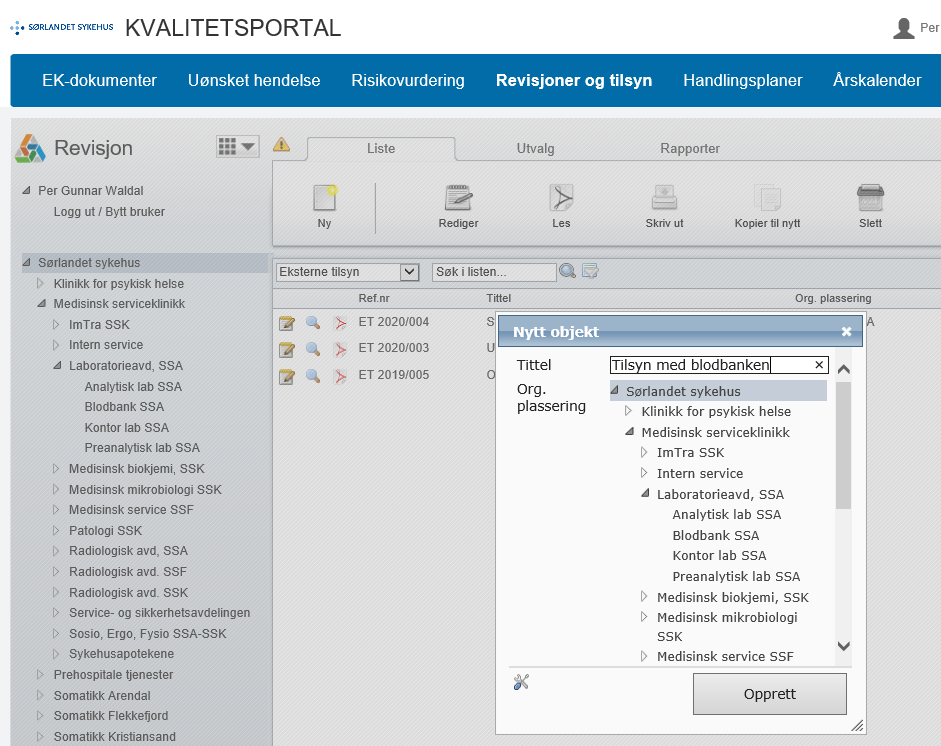 SØRLANDET SYKEHUS KVALITETSPORTAL
Per
EK-dokumenter Uønsket hendelse Risikovurdering Revisjoner og tilsyn Handlingsplaner Årskalender
Revisjon
Liste Utvalg Rapporter
Per Gunnar Waldal
Logg ut / Bytt bruker
Ny Rediger Les Skriv ut Kopier til nytt Slett
Sørlandet sykehus
Klinikk for psykisk helse
Medisinsk serviceklinikk
ImTra SSK
Intern service
Laboratorieavd, SSA
Analytisk lab SSA
Blodbank SSA
Kontor lab SSA
Preanalytisk lab SSA
Medisinsk biokjemi, SSK
Medisinsk mikrobiologi SSK
Medisinsk service SSF
Patologi SSK
Radiologisk avd, SSA
Radiologisk avd. SSF
Radiologisk avd. SSK
Service- og sikkerhetsavdelingen
Sosio, Ergo, Fysio SSA-SSK
Sykehusapotekene
Prehospitale tjenester
Somatikk Arendal
Somatikk Flekkefjord
Somatikk Kristiansand
Eksterne tilsyn Søk i listen...
Ref.nr Tittel Org. plassering
ET 2020/004 S A
ET 2020/003 U
ET 2019/005 O
Nytt objekt
Tittel Tilsyn med blodbanken
Org.
plassering
Sørlandet sykehus
Klinikk for psykisk helse
Medisinsk serviceklinikk
ImTra SSK
Intern service
Laboratorieavd, SSA
Analytisk lab SSA
Blodbank SSA
Kontor lab SSA
Preanalytisk lab SSA
Medisinsk biokjemi, SSK
Medisinsk mikrobiologi
SSK
Medisinsk service SSF
Opprett